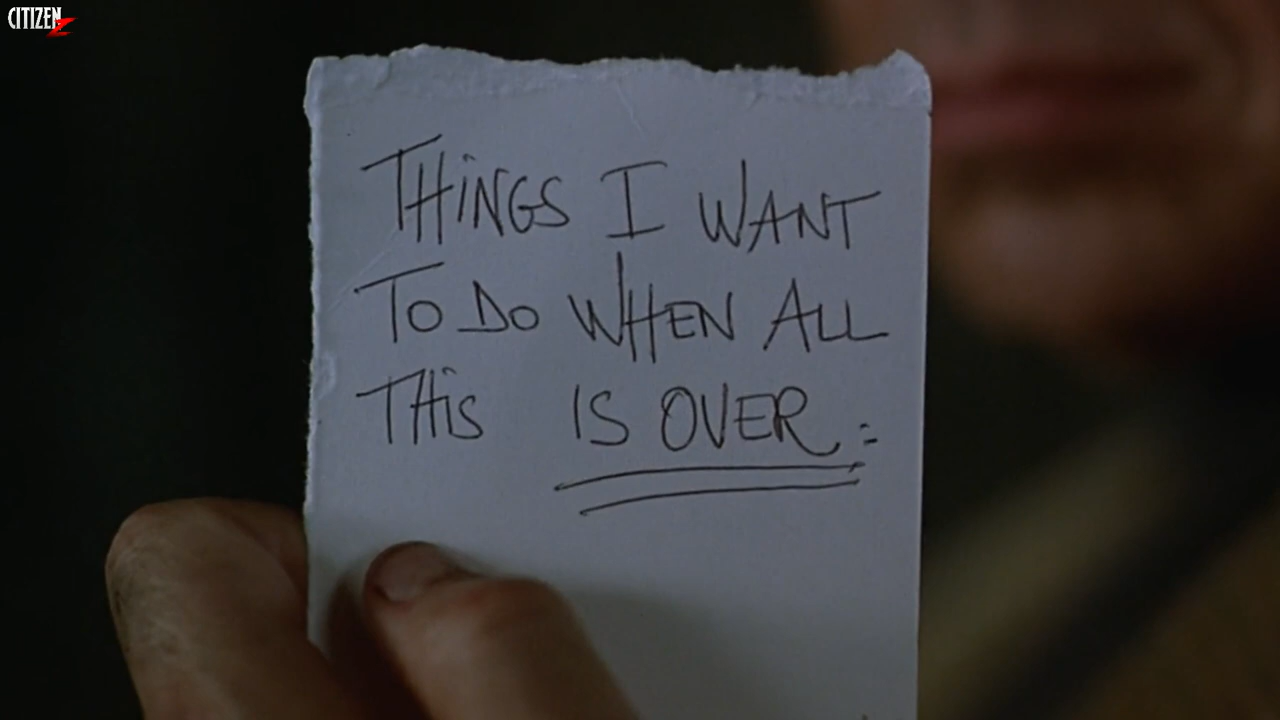 CITIZEN Z
THiNGS I WANT
TO DO WHEN ALL
THiS IS OVER: